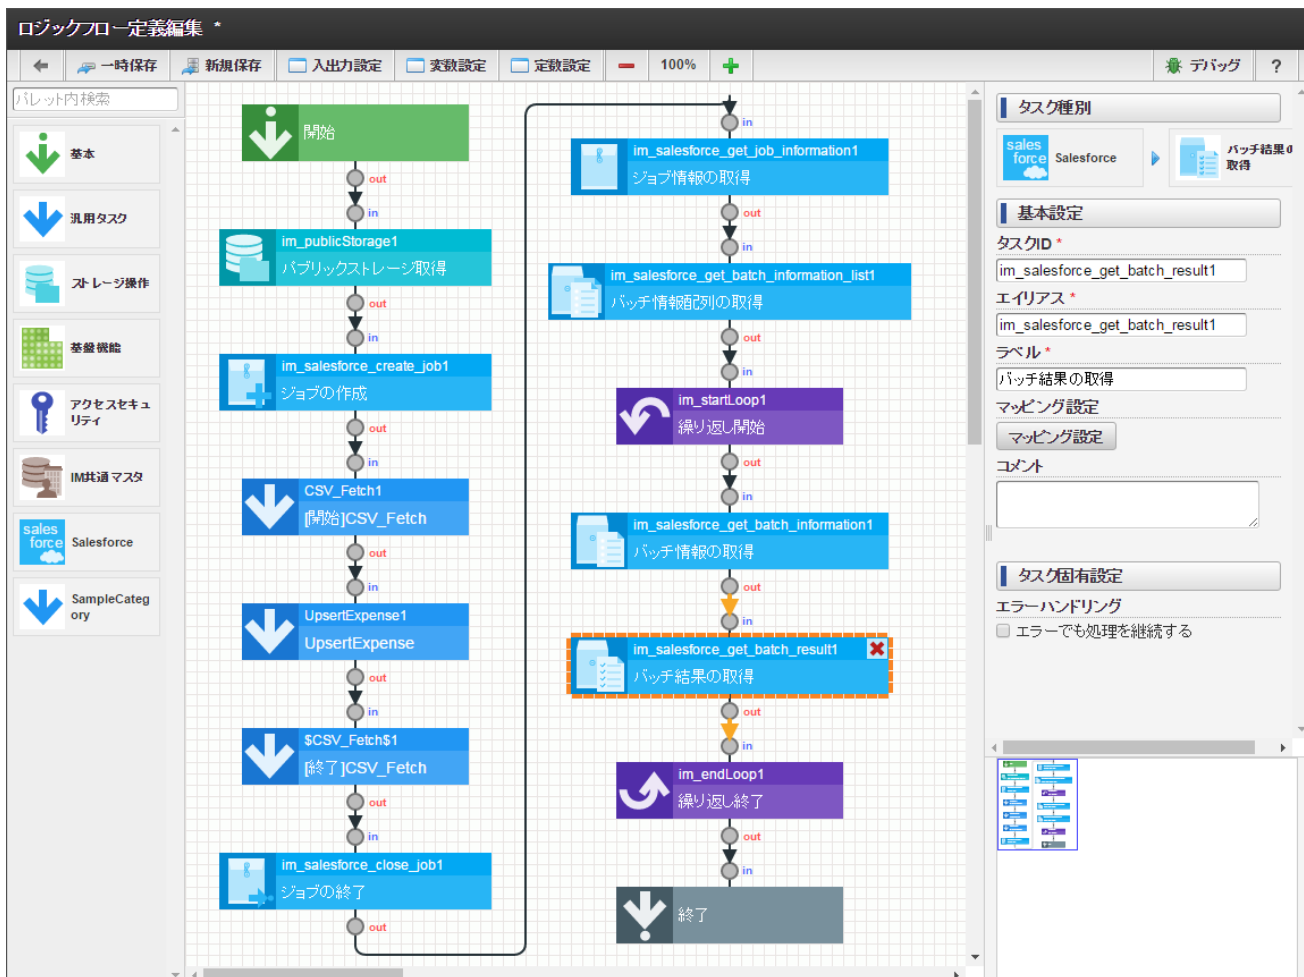 ロジックフロー定義編集 *
一時保存
新規保存
入出力設定
変数設定
定数設定
100%
デバッグ
?
パレット内検索
基本
汎用タスク
ストレージ操作
基盤機能
アクセスセキュ
リティ
IM共通マスタ
sales
force
Salesforce
SampleCateg
ory
開始
out
in
im_publicStorage1
パブリックストレージ取得
out
in
im_salesforce_create_job1
ジョブの作成
out
in
CSV_Fetch1
[開始]CSV_Fetch
out
in
UpsertExpense1
UpsertExpense
out
in
$CSV_Fetch$1
[終了]CSV_Fetch
out
in
im_salesforce_close_job1
ジョブの終了
out
in
im_salesforce_get_job_information1
ジョブ情報の取得
out
in
im_salesforce_get_batch_information_list1
バッチ情報配列の取得
out
in
im_startLoop1
繰り返し開始
out
in
im_salesforce_get_batch_information1
バッチ情報の取得
out
in
im_salesforce_get_batch_result1
バッチ結果の取得
out
in
im_endLoop1
繰り返し終了
out
in
終了
タスク種別
sales
force
Salesforce
バッチ結果の
取得
基本設定
タスクID *
im_salesforce_get_batch_result1
エイリアス *
im_salesforce_get_batch_result1
ラベル *
バッチ結果の取得
マッピング設定
マッピング設定
コメント
タスク固有設定
エラーハンドリング
エラーでも処理を継続する